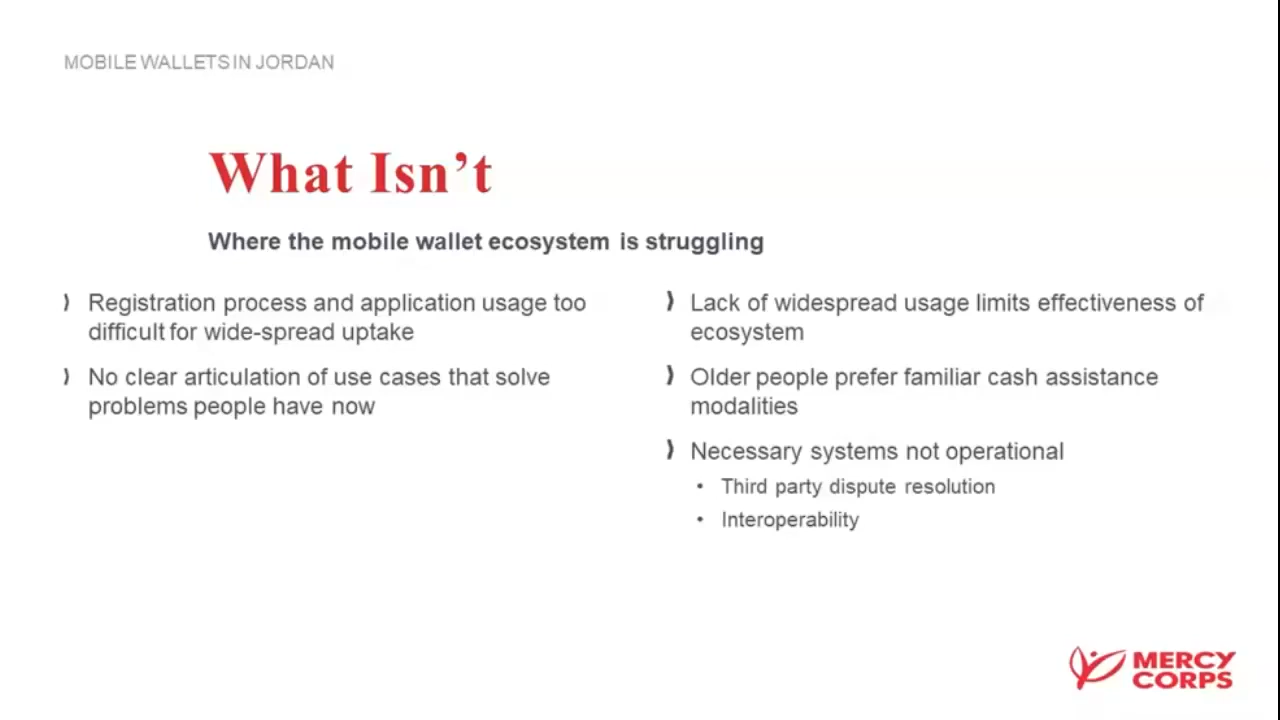 MOBILE WALLETS IN JORDAN
What Isn’t
Where the mobile wallet ecosystem is struggling
Registration process and application usage too
difficult for wide-spread uptake
No clear articulation of use cases that solve
problems people have now
Lack of widespread usage limits effectiveness of
ecosystem
Older people prefer familiar cash assistance
modalities
Necessary systems not operational
• Third party dispute resolution
• Interoperability
MERCY
CORPS